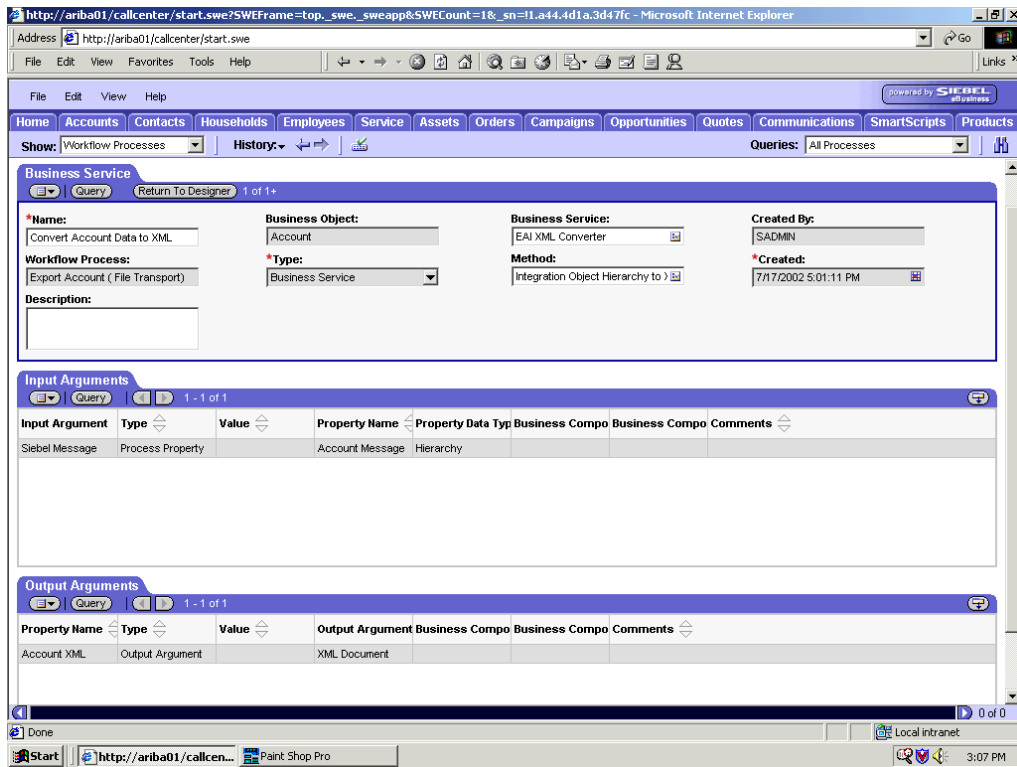 http://ariba01/callcenter/start.swe?SWEFrame=top._swe._sweapp&SWECount=1&_sn=!1.a44.4d1a.3d47fc - Microsoft Internet Explorer
Address http://ariba01/callcenter/start.swe Go
File Edit View Favorites Tools Help Links
File Edit View Help powered by SIEBEL eBusiness
Home Accounts Contacts Households Employees Service Assets Orders Campaigns Opportunities Quotes Communications SmartScripts Products
Show: Workflow Processes History: Queries: All Processes
Business Service
Query Return To Designer 1 of 1+
*Name: Business Object: Business Service: Created By:
Convert Account Data to XML Account EAI XML Converter SADMIN
Workflow Process: *Type: Method: *Created:
Export Account ( File Transport) Business Service Integration Object Hierarchy to 7/17/2002 5:01:11 PM
Description:
Input Arguments
Query 1 - 1 of 1
Input Argument Type Value Property Name Property Data Typ Business Compo Business Compo Comments
Siebel Message Process Property Account Message Hierarchy
Output Arguments
Query 1 - 1 of 1
Property Name Type Value Output Argument Business Compo Business Compo Comments
Account XML Output Argument XML Document
0 of 0
Done Local intranet
Start http://ariba01/callcen... Paint Shop Pro 3:07 PM